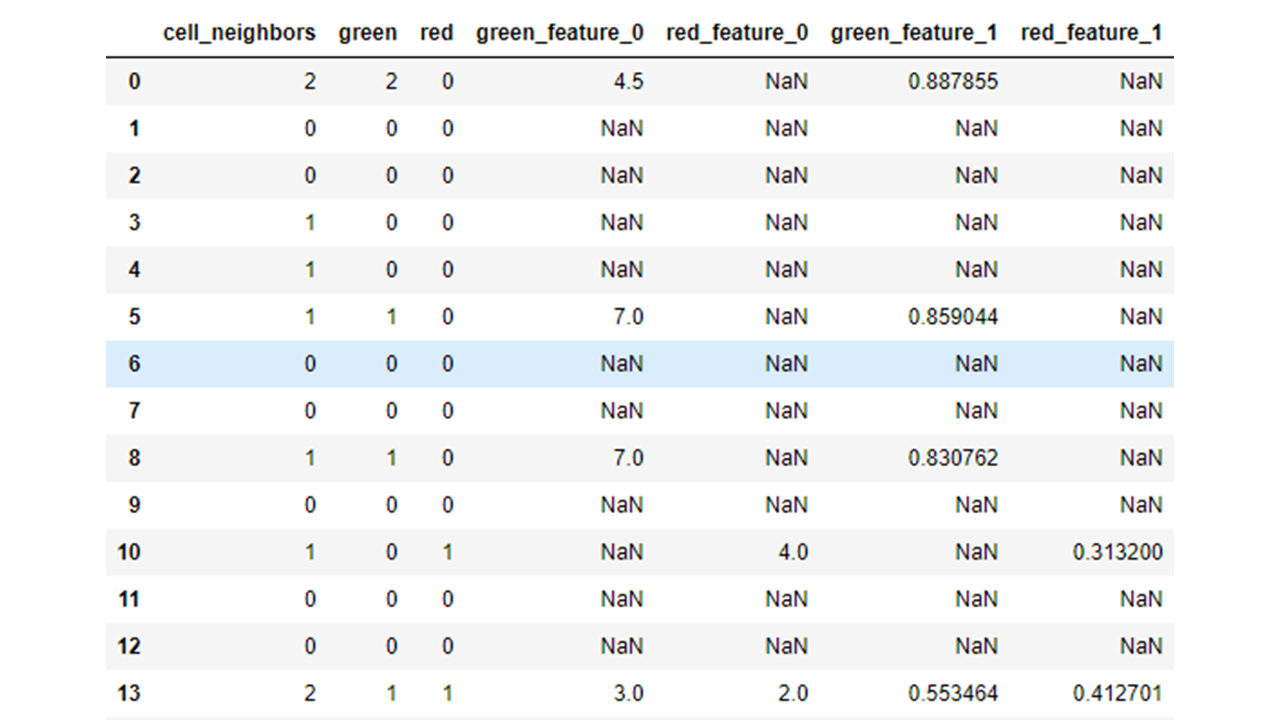 cell_neighbors green red green_feature_0 red_feature_0 green_feature_1 red_feature_1
0 2 2 0 4.5 NaN 0.887855 NaN
1 0 0 0 NaN NaN NaN NaN
2 0 0 0 NaN NaN NaN NaN
3 1 0 0 NaN NaN NaN NaN
4 1 0 0 NaN NaN NaN NaN
5 1 1 0 7.0 NaN 0.859044 NaN
6 0 0 0 NaN NaN NaN NaN
7 0 0 0 NaN NaN NaN NaN
8 1 1 0 7.0 NaN 0.830762 NaN
9 0 0 0 NaN NaN NaN NaN
10 1 0 1 NaN 4.0 NaN 0.313200
11 0 0 0 NaN NaN NaN NaN
12 0 0 0 NaN NaN NaN NaN
13 2 1 1 3.0 2.0 0.553464 0.412701